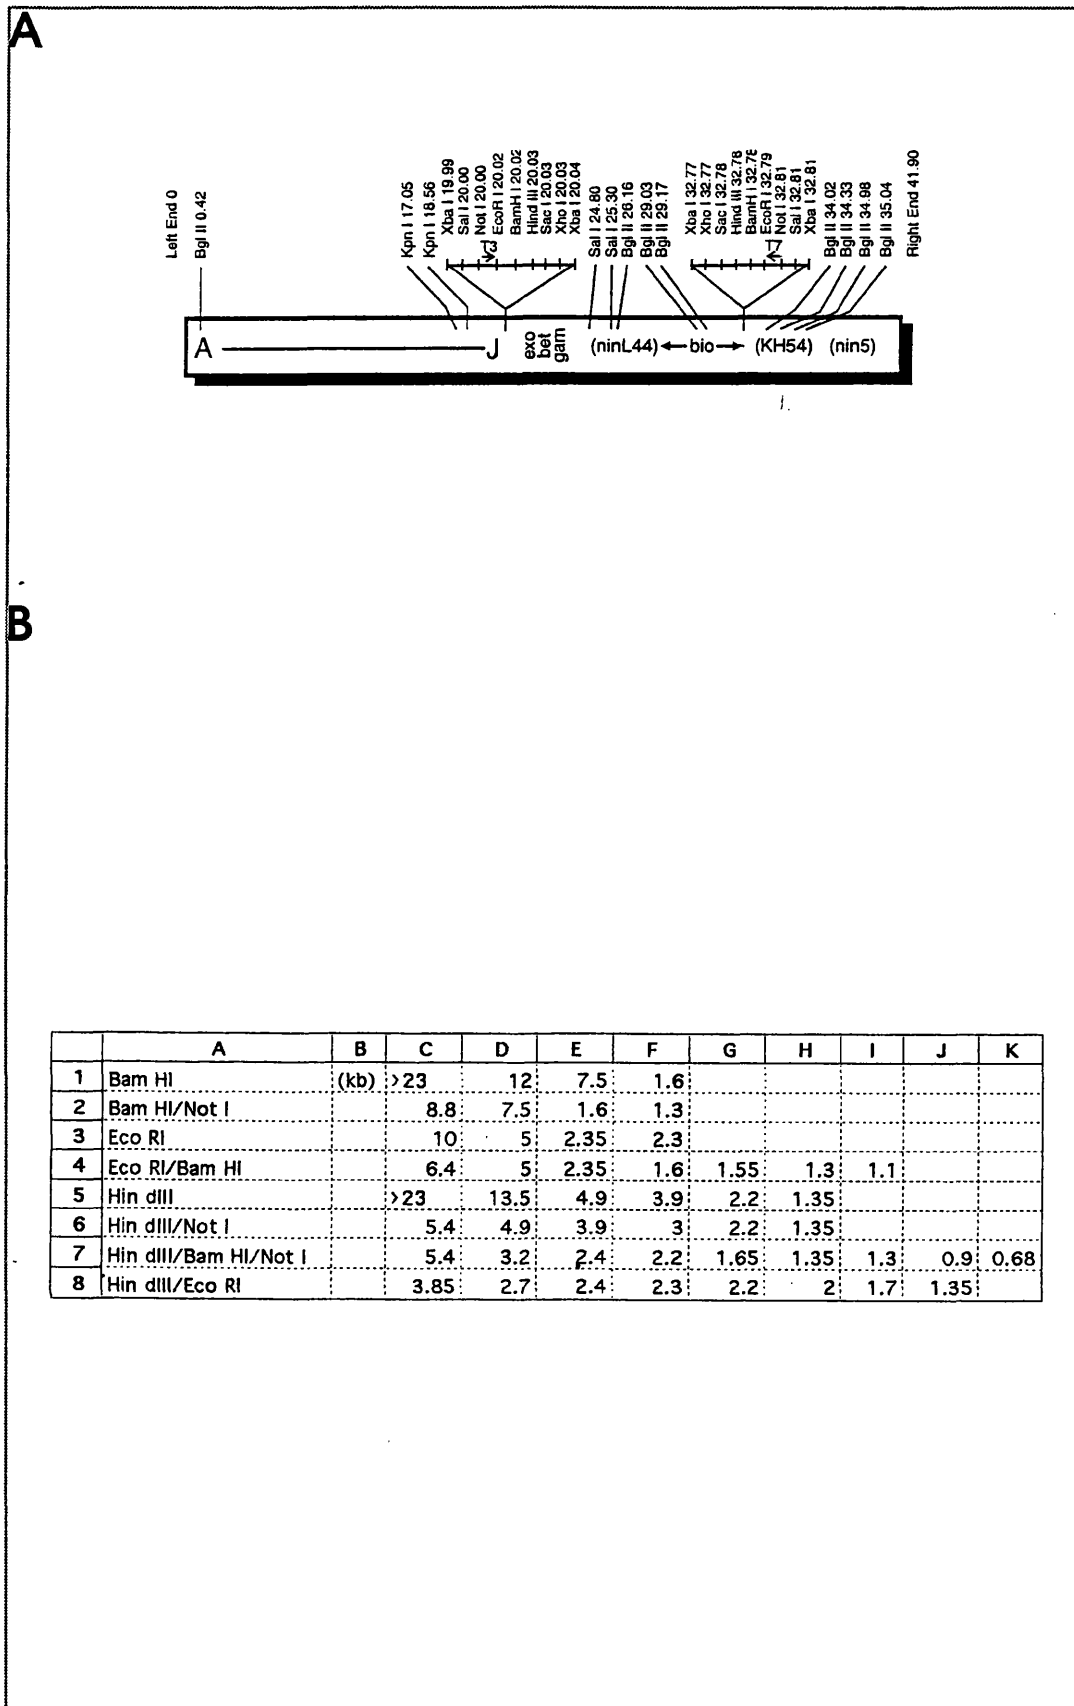 A
Left End 0
Bgl II 0.42
Kpn I 17.05
Kpn I 18.56
Xba I 19.99
Sal I 20.00
Not I 20.00
EcoR I 20.02
BamH I 20.02
Hind III 20.03
Sac I 20.03
Xho I 20.03
Xba I 20.04
Sal I 24.80
Sal I 25.30
Bgl II 26.16
Bgl II 29.03
Bgl II 29.17
Xba I 32.77
Xho I 32.77
Sac I 32.78
Hind III 32.78
BamH I 32.78
EcoR I 32.79
Not I 32.81
Sal I 32.81
Xba I 32.81
Bgl II 34.02
Bgl II 34.33
Bgl II 34.98
Bgl II 35.04
Right End 41.90
T3
T7
A J exo bet gam (ninL44) bio (KH54) (nin5)
B
A B C D E F G H I J K
1 Bam HI (kb) >23 12 7.5 1.6
2 Bam HI/Not I 8.8 7.5 1.6 1.3
3 Eco RI 10 5 2.35 2.3
4 Eco RI/Bam HI 6.4 5 2.35 1.6 1.55 1.3 1.1
5 Hin dIII >23 13.5 4.9 3.9 2.2 1.35
6 Hin dIII/Not I 5.4 4.9 3.9 3 2.2 1.35
7 Hin dIII/Bam HI/Not I 5.4 3.2 2.4 2.2 1.65 1.35 1.3 0.9 0.68
8 Hin dIII/Eco RI 3.85 2.7 2.4 2.3 2.2 2 1.7 1.35